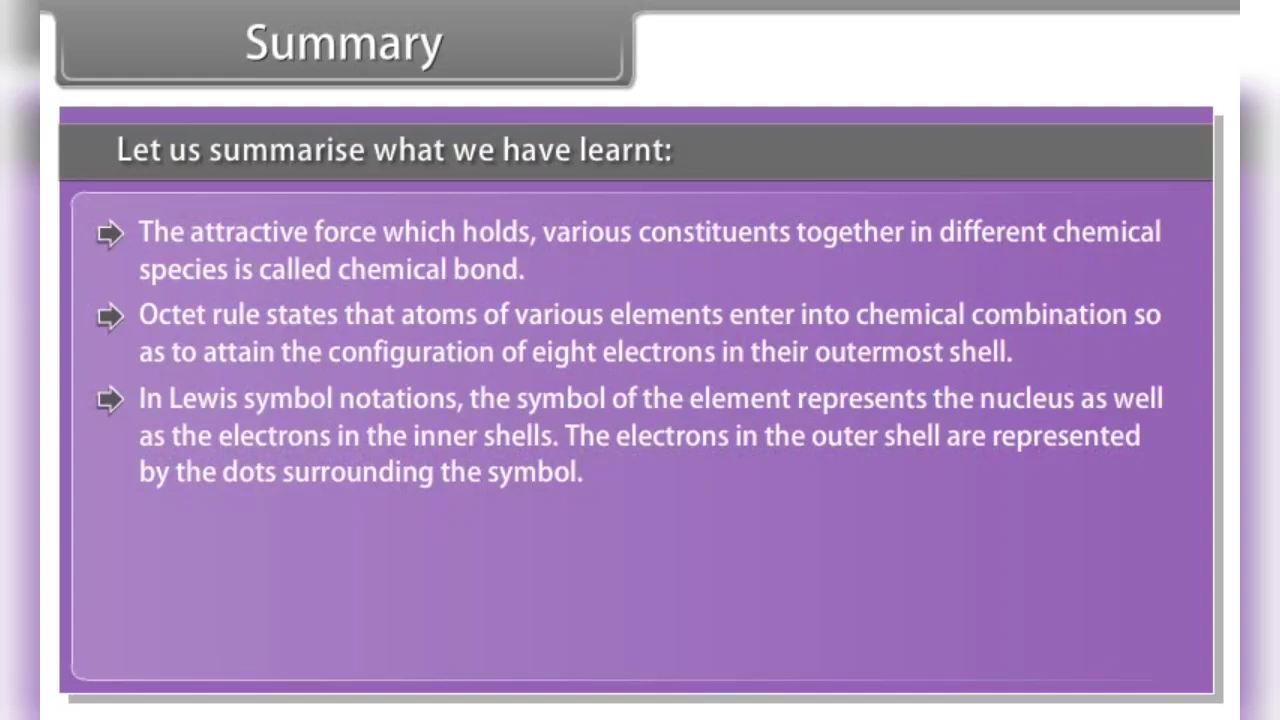 Summary
Let us summarise what we have learnt:
The attractive force which holds, various constituents together in different chemical
species is called chemical bond.
Octet rule states that atoms of various elements enter into chemical combination so
as to attain the configuration of eight electrons in their outermost shell.
In Lewis symbol notations, the symbol of the element represents the nucleus as well
as the electrons in the inner shells. The electrons in the outer shell are represented
by the dots surrounding the symbol.